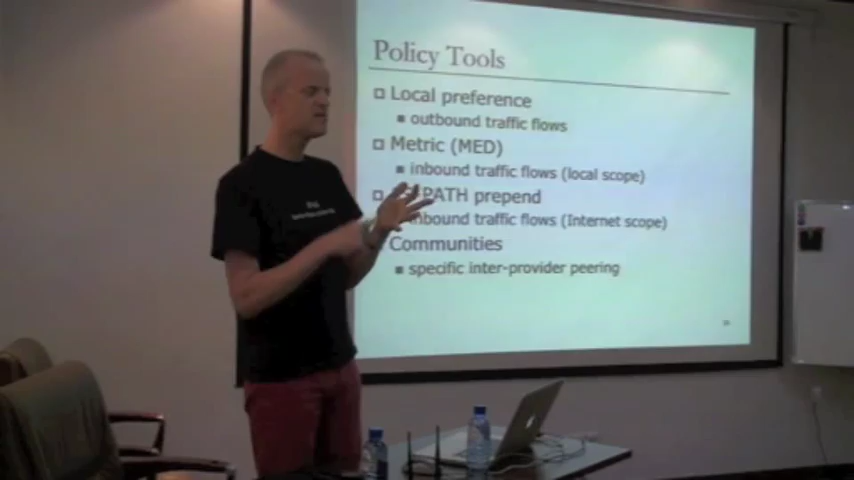 Policy Tools
Local preference
outbound traffic flows
Metric (MED)
inbound traffic flows (local scope)
PATH prepend
inbound traffic flows (Internet scope)
Communities
specific inter-provider peering